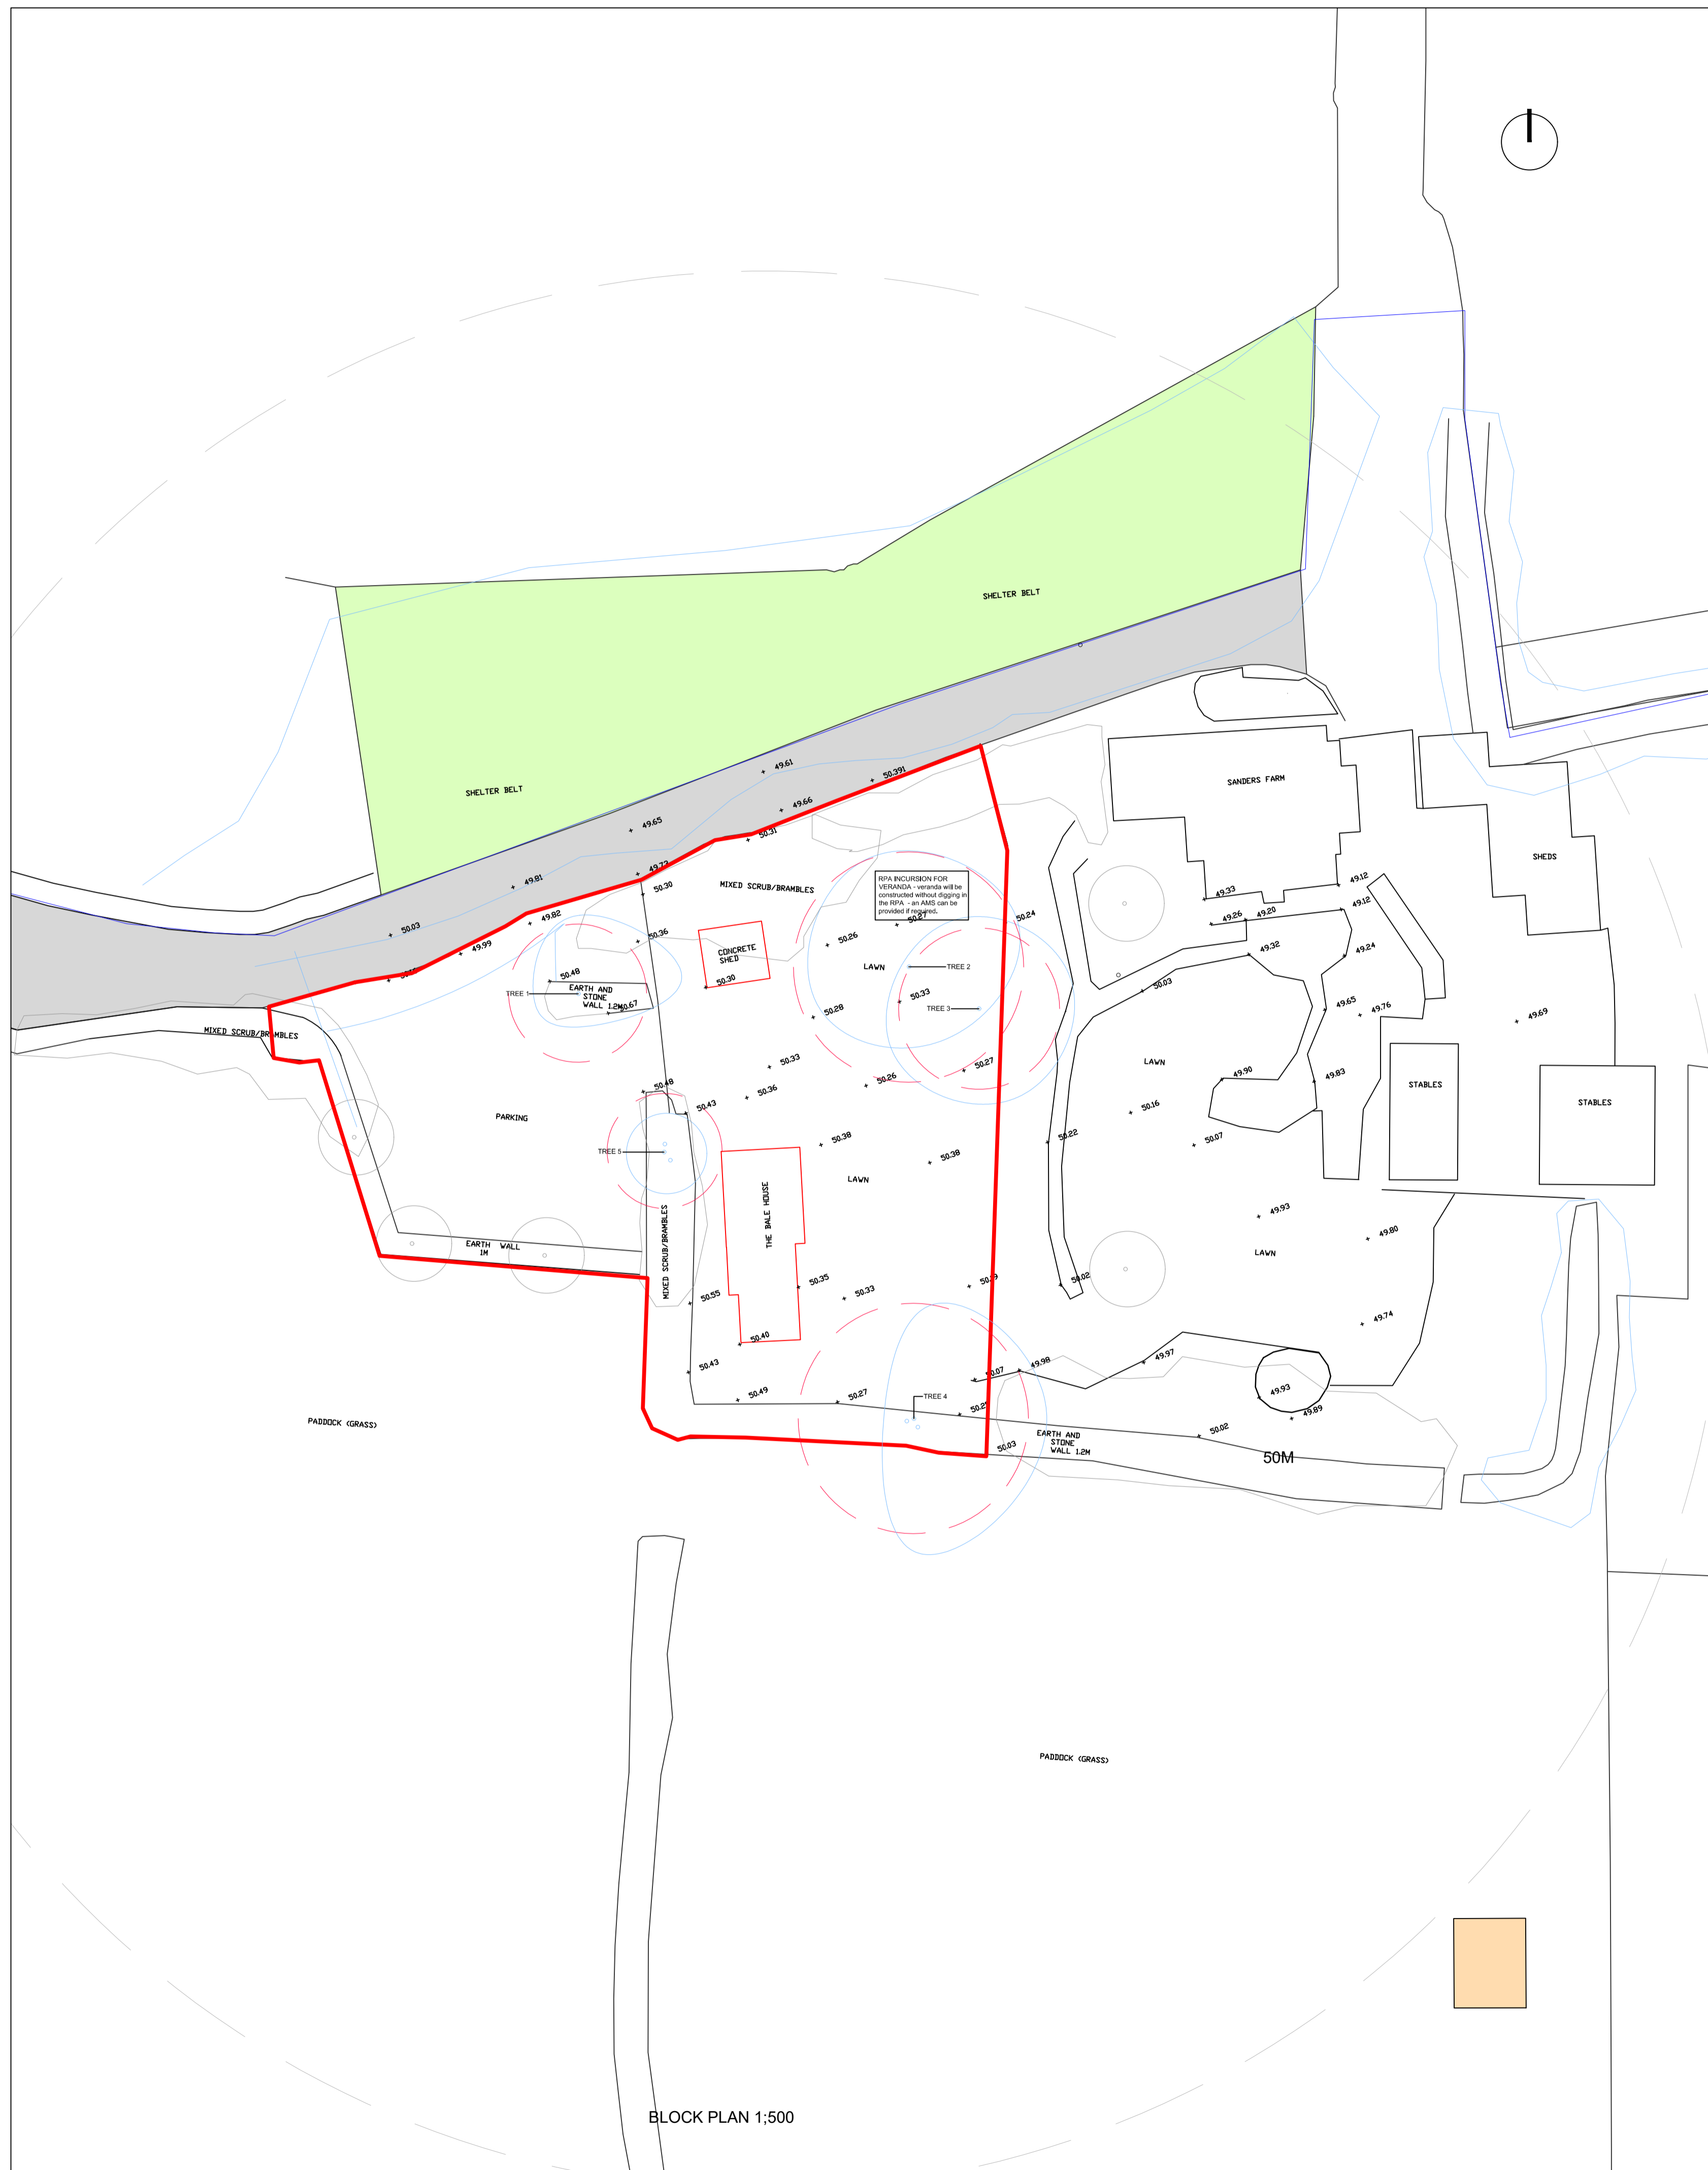 SHELTER BELT
SHELTER BELT
SANDERS FARM
SHEDS
49.61
50.391
49.66
49.65
50.31
49.72
49.81
50.30
MIXED SCRUB/BRAMBLES
RPA INCURSION FOR
VERANDA - veranda will be
constructed without digging in
the RPA - an AMS can be
provided if required.
49.33
49.12
49.12
49.26
49.20
50.03
49.82
50.27
50.24
49.99
50.36
50.26
49.32
49.24
CONCRETE
SHED
LAWN
TREE 2
50.48
50.30
TREE 1
EARTH AND
STONE
WALL 1.2M
50.67
50.33
TREE 3
50.03
50.28
49.65
49.76
49.69
MIXED SCRUB/BRAMBLES
50.33
50.27
LAWN
50.48
50.36
50.26
49.90
49.83
STABLES
STABLES
50.43
50.16
PARKING
50.38
50.22
50.07
TREE 5
50.38
LAWN
THE BALE HOUSE
MIXED SCRUB/BRAMBLES
49.93
49.80
EARTH WALL
1M
LAWN
50.35
50.02
50.55
50.33
49.74
50.40
49.98
49.97
50.43
50.07
50.49
50.27
TREE 4
49.93
49.89
PADDOCK (GRASS)
EARTH AND
STONE
WALL 1.2M
50.02
50.03
50M
PADDOCK (GRASS)
BLOCK PLAN 1;500